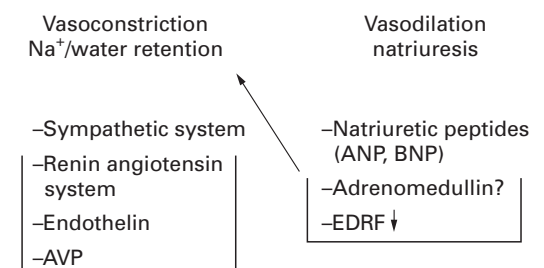 Vasoconstriction
Na⁺/water retention
–Sympathetic system
–Renin angiotensin
system
–Endothelin
–AVP
Vasodilation
natriuresis
–Natriuretic peptides
(ANP, BNP)
–Adrenomedullin?
–EDRF↓